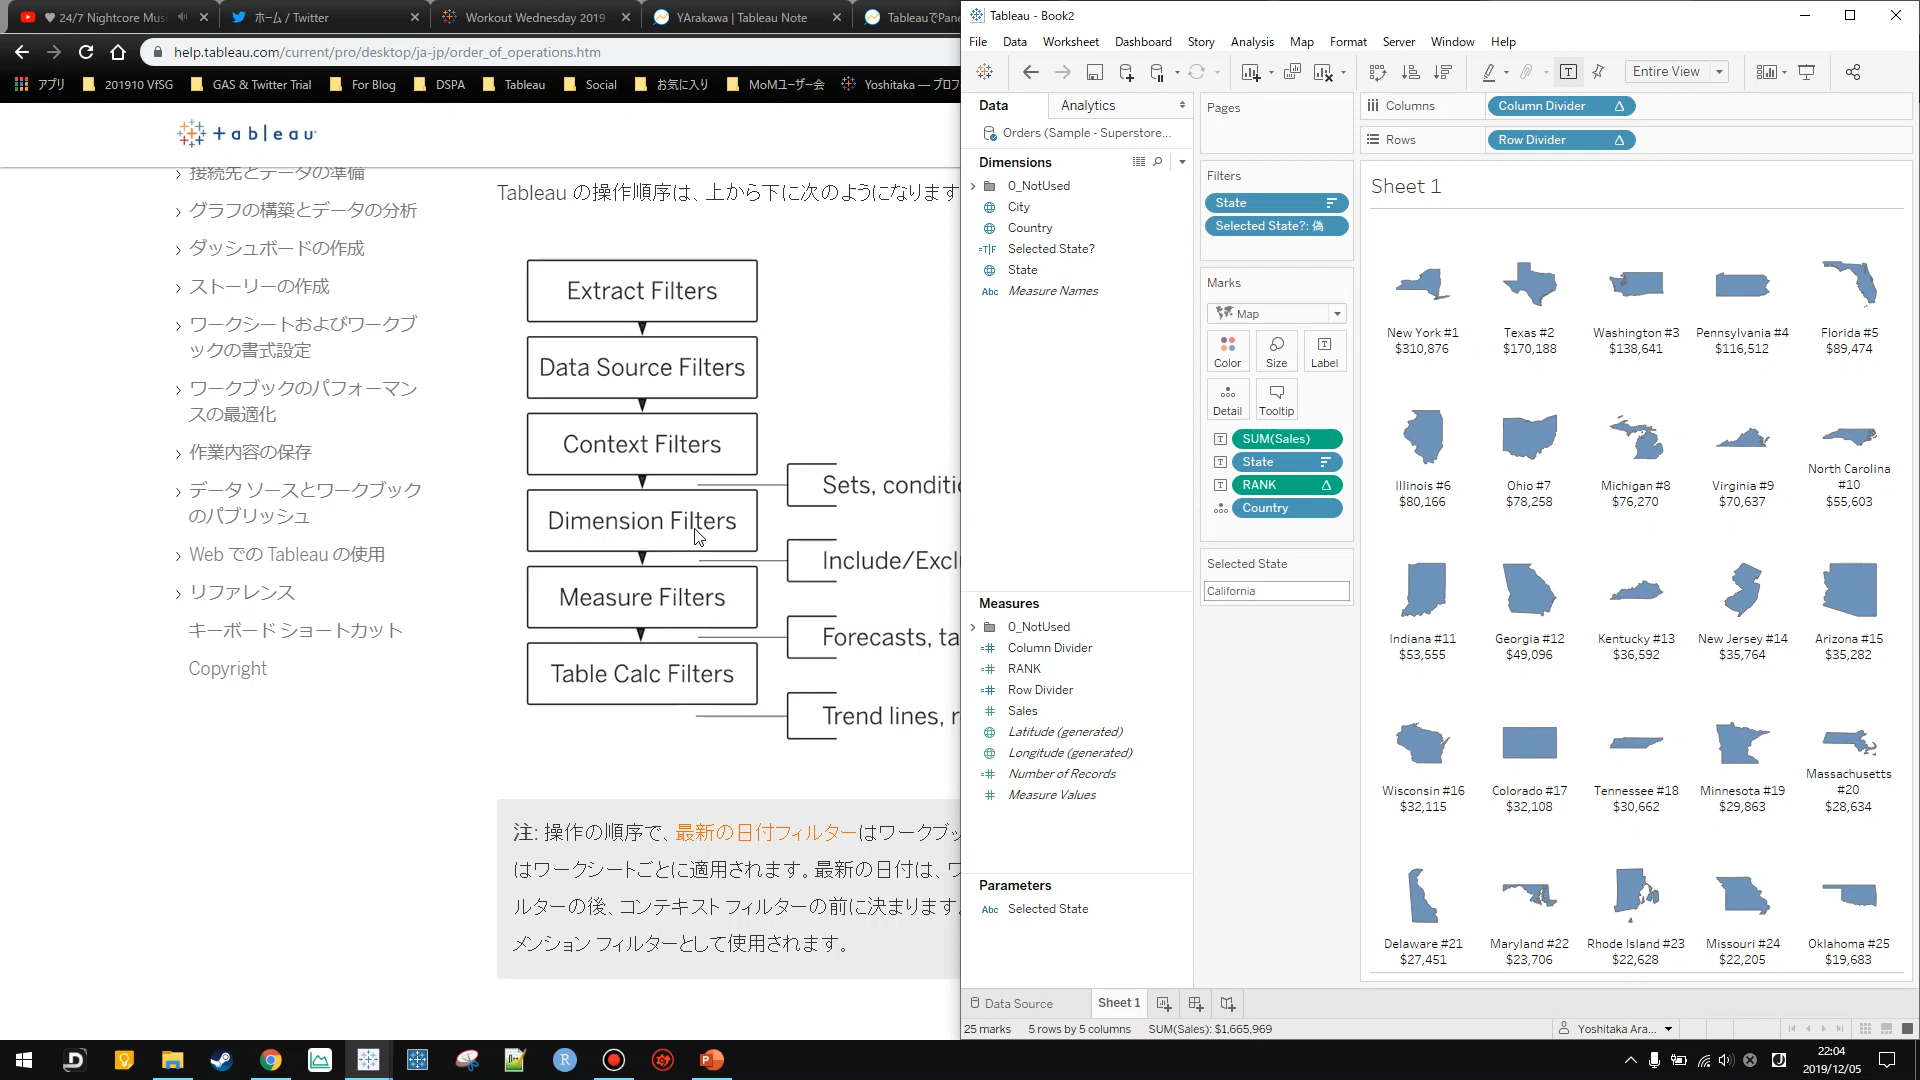 ♥ 24/7 Nightcore Mus
ホーム / Twitter
Workout Wednesday 2019
YArakawa | Tableau Note
TableauでPane
help.tableau.com/current/pro/desktop/ja-jp/order_of_operations.htm
アプリ
201910 VfSG
GAS & Twitter Trial
For Blog
DSPA
Tableau
Social
お気に入り
MoMユーザー会
Yoshitaka — プロフ
tableau
接続先とデータの準備
グラフの構築とデータの分析
ダッシュボードの作成
ストーリーの作成
ワークシートおよびワークブ
ックの書式設定
ワークブックのパフォーマン
スの最適化
作業内容の保存
データ ソースとワークブック
のパブリッシュ
Web での Tableau の使用
リファレンス
キーボード ショートカット
Copyright
Tableau の操作順序は、上から下に次のようになります
Extract Filters
Data Source Filters
Context Filters
Sets, conditi
Dimension Filters
Include/Excl
Measure Filters
Forecasts, ta
Table Calc Filters
Trend lines, r
注: 操作の順序で、最新の日付フィルターはワークブッ
はワークシートごとに適用されます。最新の日付は、ワ
ルターの後、コンテキスト フィルターの前に決まります。
メンション フィルターとして使用されます。
Tableau - Book2
File Data Worksheet Dashboard Story Analysis Map Format Server Window Help
Entire View
Data
Analytics
Orders (Sample - Superstore...
Dimensions
0_NotUsed
City
Country
=T|F Selected State?
State
Abc Measure Names
Measures
0_NotUsed
Column Divider
RANK
Row Divider
Sales
Latitude (generated)
Longitude (generated)
Number of Records
Measure Values
Parameters
Abc Selected State
Pages
Filters
State
Selected State?: 偽
Marks
Map
Color
Size
Label
Detail
Tooltip
SUM(Sales)
State
RANK
Country
Selected State
California
Columns
Column Divider
Rows
Row Divider
Sheet 1
New York #1
$310,876
Texas #2
$170,188
Washington #3
$138,641
Pennsylvania #4
$116,512
Florida #5
$89,474
Illinois #6
$80,166
Ohio #7
$78,258
Michigan #8
$76,270
Virginia #9
$70,637
North Carolina
#10
$55,603
Indiana #11
$53,555
Georgia #12
$49,096
Kentucky #13
$36,592
New Jersey #14
$35,764
Arizona #15
$35,282
Wisconsin #16
$32,115
Colorado #17
$32,108
Tennessee #18
$30,662
Minnesota #19
$29,863
Massachusetts
#20
$28,634
Delaware #21
$27,451
Maryland #22
$23,706
Rhode Island #23
$22,628
Missouri #24
$22,205
Oklahoma #25
$19,683
Data Source
Sheet 1
25 marks
5 rows by 5 columns
SUM(Sales): $1,665,969
Yoshitaka Ara...
22:04
2019/12/05